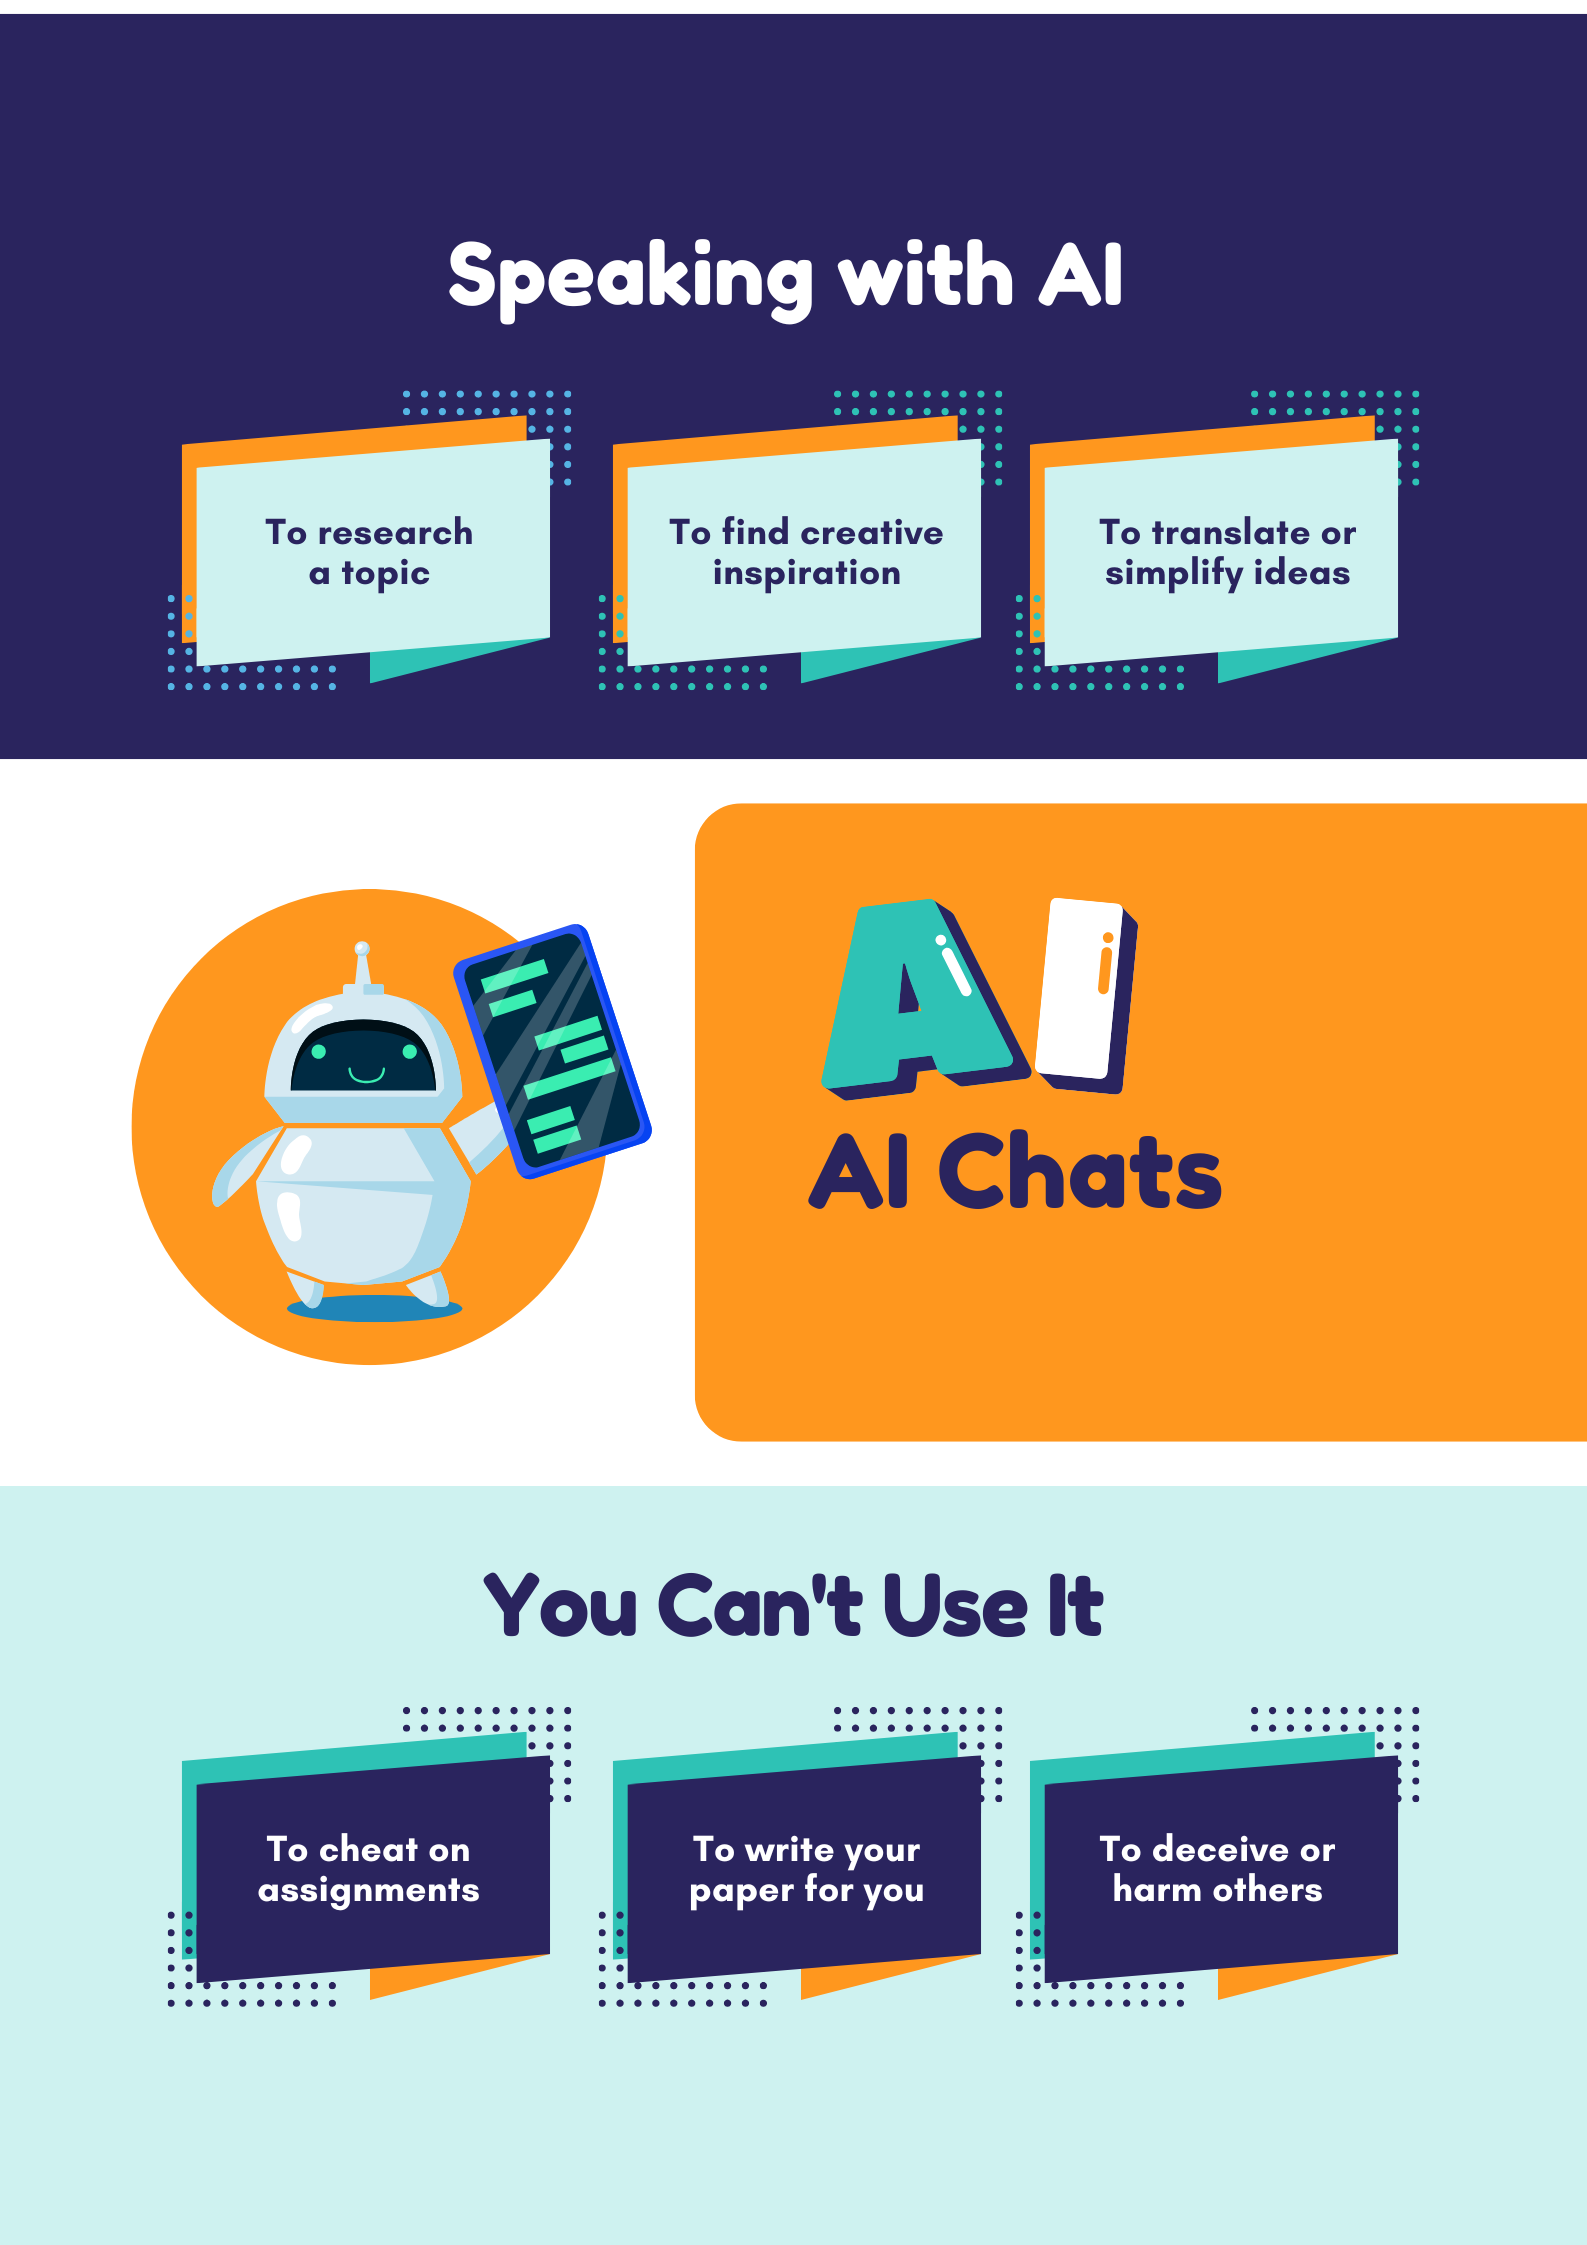 Speaking with AI
To research
a topic
To find creative
inspiration
To translate or
simplify ideas
AI
AI Chats
You Can't Use It
To cheat on
assignments
To write your
paper for you
To deceive or
harm others